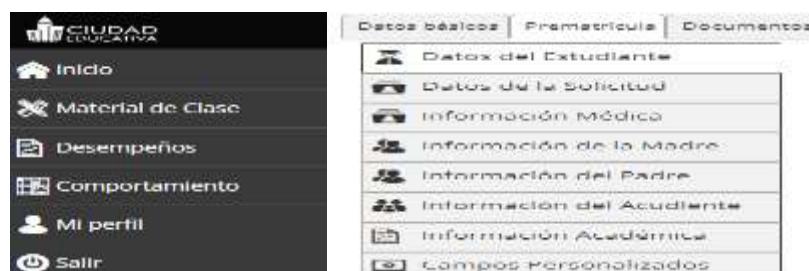 CIUDAD
EDUCATIVA
Inicio
Material de Clase
Desempeños
Comportamiento
Mi perfil
Salir
Datos básicos
Prematrícula
Documentos
Datos del Estudiante
Datos de la Solicitud
Información Médica
Información de la Madre
Información del Padre
Información del Acudiente
Información Académica
Campos Personalizados